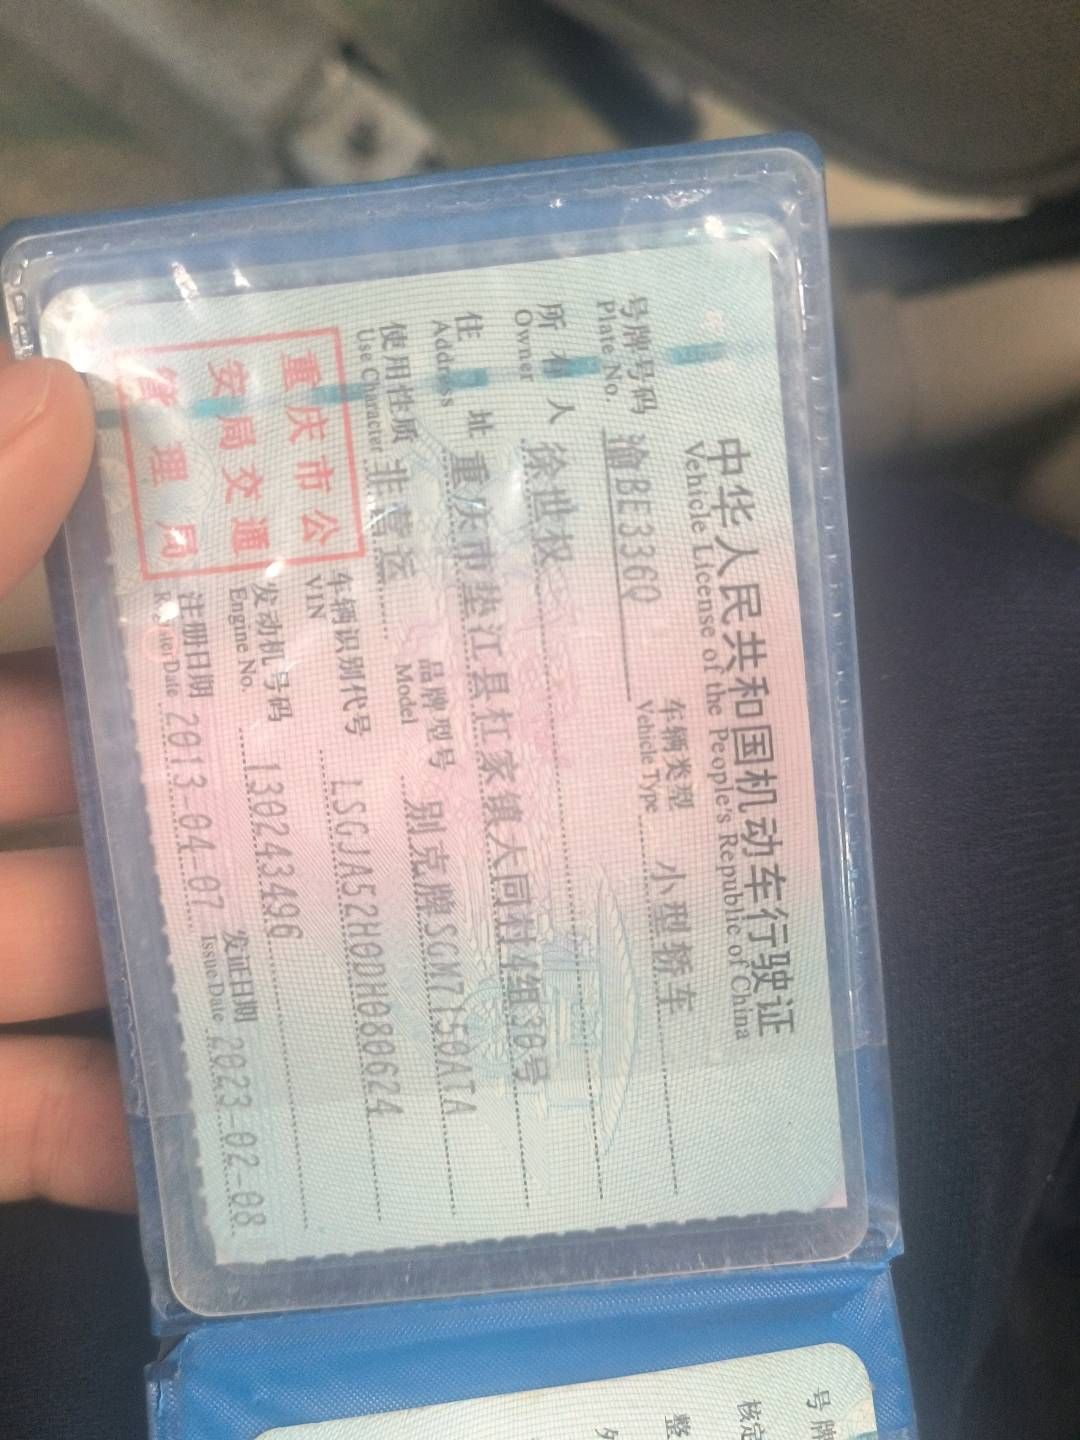 中华人民共和国机动车行驶证
Vehicle License of the People's Republic of China
号牌号码 渝BE336Q 车辆类型 小型轿车
Plate No. Vehicle Type
所有人 徐世权
Owner
住址 重庆市垫江县杠家镇大同村4组30号
Address
使用性质 非营运 品牌型号 别克牌SGM7150ATA
Use Character Model
车辆识别代号 LSGJA52H0DH080624
VIN
发动机号码 130243496
Engine No.
注册日期 2013-04-07 发证日期 2023-02-08
Register Date Issue Date
重庆市公
安局交通
管理局
号牌
核定
整